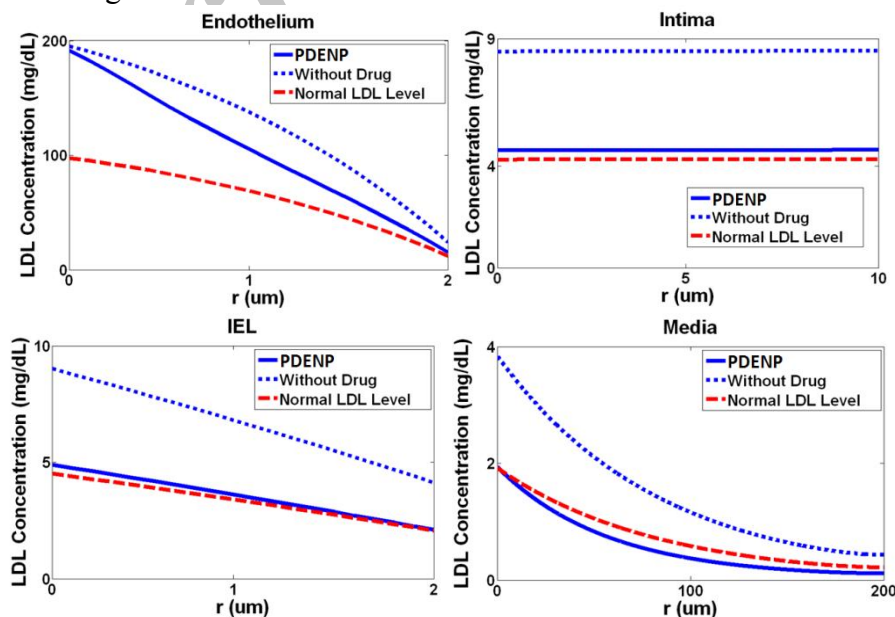 Endothelium
LDL Concentration (mg/dL)
200
100
0
PDENP
Without Drug
Normal LDL Level
0 1 2
r (um)
Intima
LDL Concentration (mg/dL)
9
4
0
PDENP
Without Drug
Normal LDL Level
0 5 10
r (um)
IEL
LDL Concentration (mg/dL)
10
5
0
PDENP
Without Drug
Normal LDL Level
0 1 2
r (um)
Media
LDL Concentration (mg/dL)
4
2
0
PDENP
Without Drug
Normal LDL Level
0 100 200
r (um)